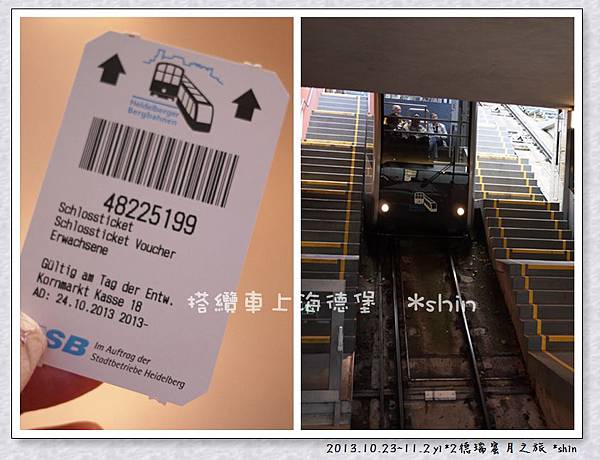 Heidelberger
Bergbahnen
48225199
Schlossticket
Schlossticket Voucher
Erwachsene
Gültig am Tag der Entw.
Kornmarkt Kasse 18
AD: 24.10.2013 2013-
SB
Im Auftrag der
Stadtbetriebe Heidelberg
搭纜車上海德堡 *shin
2013.10.23~11.2 yi*2德瑞蜜月之旅 *shin